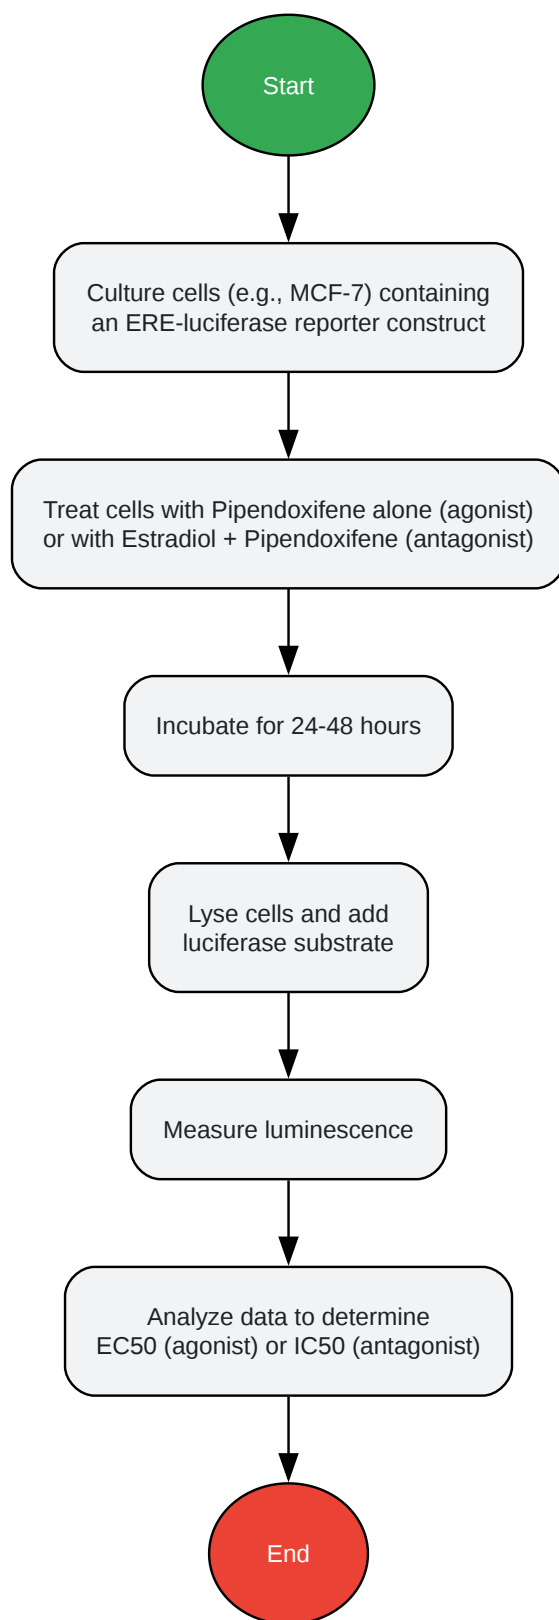 Start
Culture cells (e.g., MCF-7) containing
an ERE-luciferase reporter construct
Treat cells with Pipendoxifene alone (agonist)
or with Estradiol + Pipendoxifene (antagonist)
Incubate for 24-48 hours
Lyse cells and add
luciferase substrate
Measure luminescence
Analyze data to determine
EC50 (agonist) or IC50 (antagonist)
End